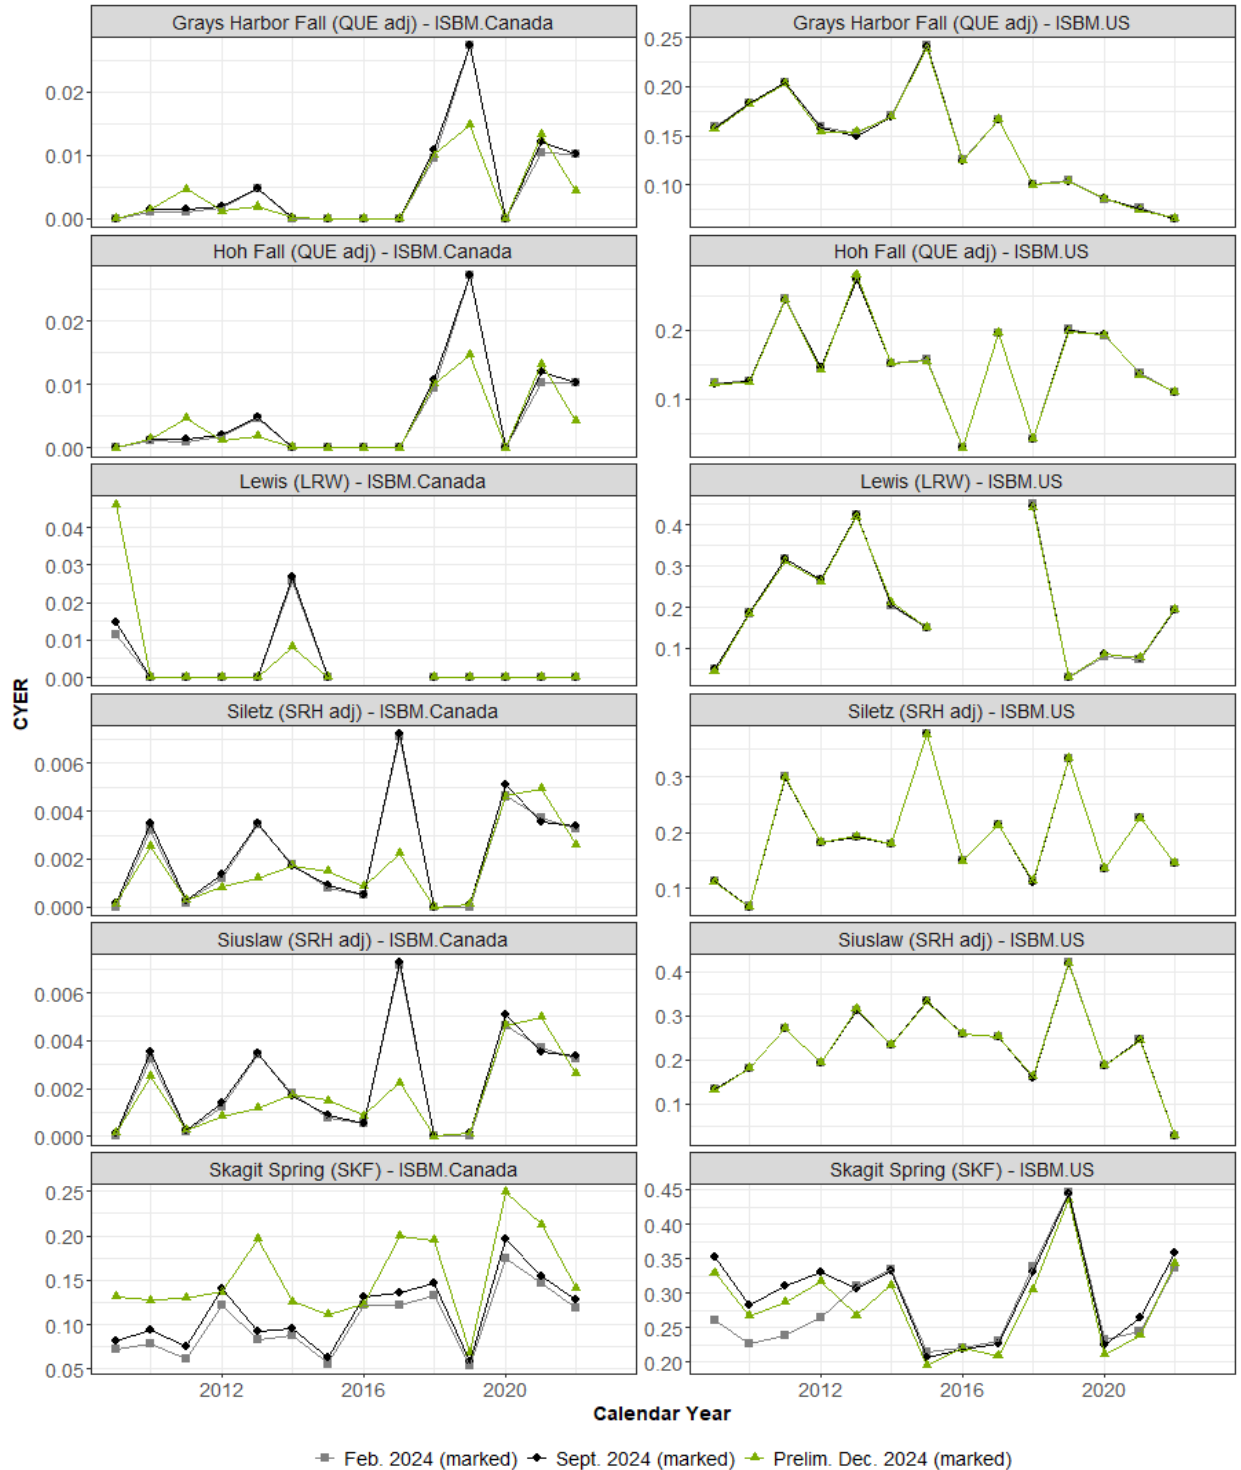 Grays Harbor Fall (QUE adj) - ISBM.Canada
Grays Harbor Fall (QUE adj) - ISBM.US
0.02
0.01
0.00
0.25
0.20
0.15
0.10
Hoh Fall (QUE adj) - ISBM.Canada
Hoh Fall (QUE adj) - ISBM.US
0.02
0.01
0.00
0.2
0.1
Lewis (LRW) - ISBM.Canada
Lewis (LRW) - ISBM.US
0.04
0.03
0.02
0.01
0.00
0.4
0.3
0.2
0.1
CYER
Siletz (SRH adj) - ISBM.Canada
Siletz (SRH adj) - ISBM.US
0.006
0.004
0.002
0.000
0.3
0.2
0.1
Siuslaw (SRH adj) - ISBM.Canada
Siuslaw (SRH adj) - ISBM.US
0.006
0.004
0.002
0.000
0.4
0.3
0.2
0.1
Skagit Spring (SKF) - ISBM.Canada
Skagit Spring (SKF) - ISBM.US
0.25
0.20
0.15
0.10
0.05
0.45
0.40
0.35
0.30
0.25
0.20
2012 2016 2020
2012 2016 2020
Calendar Year
Feb. 2024 (marked) Sept. 2024 (marked) Prelim. Dec. 2024 (marked)